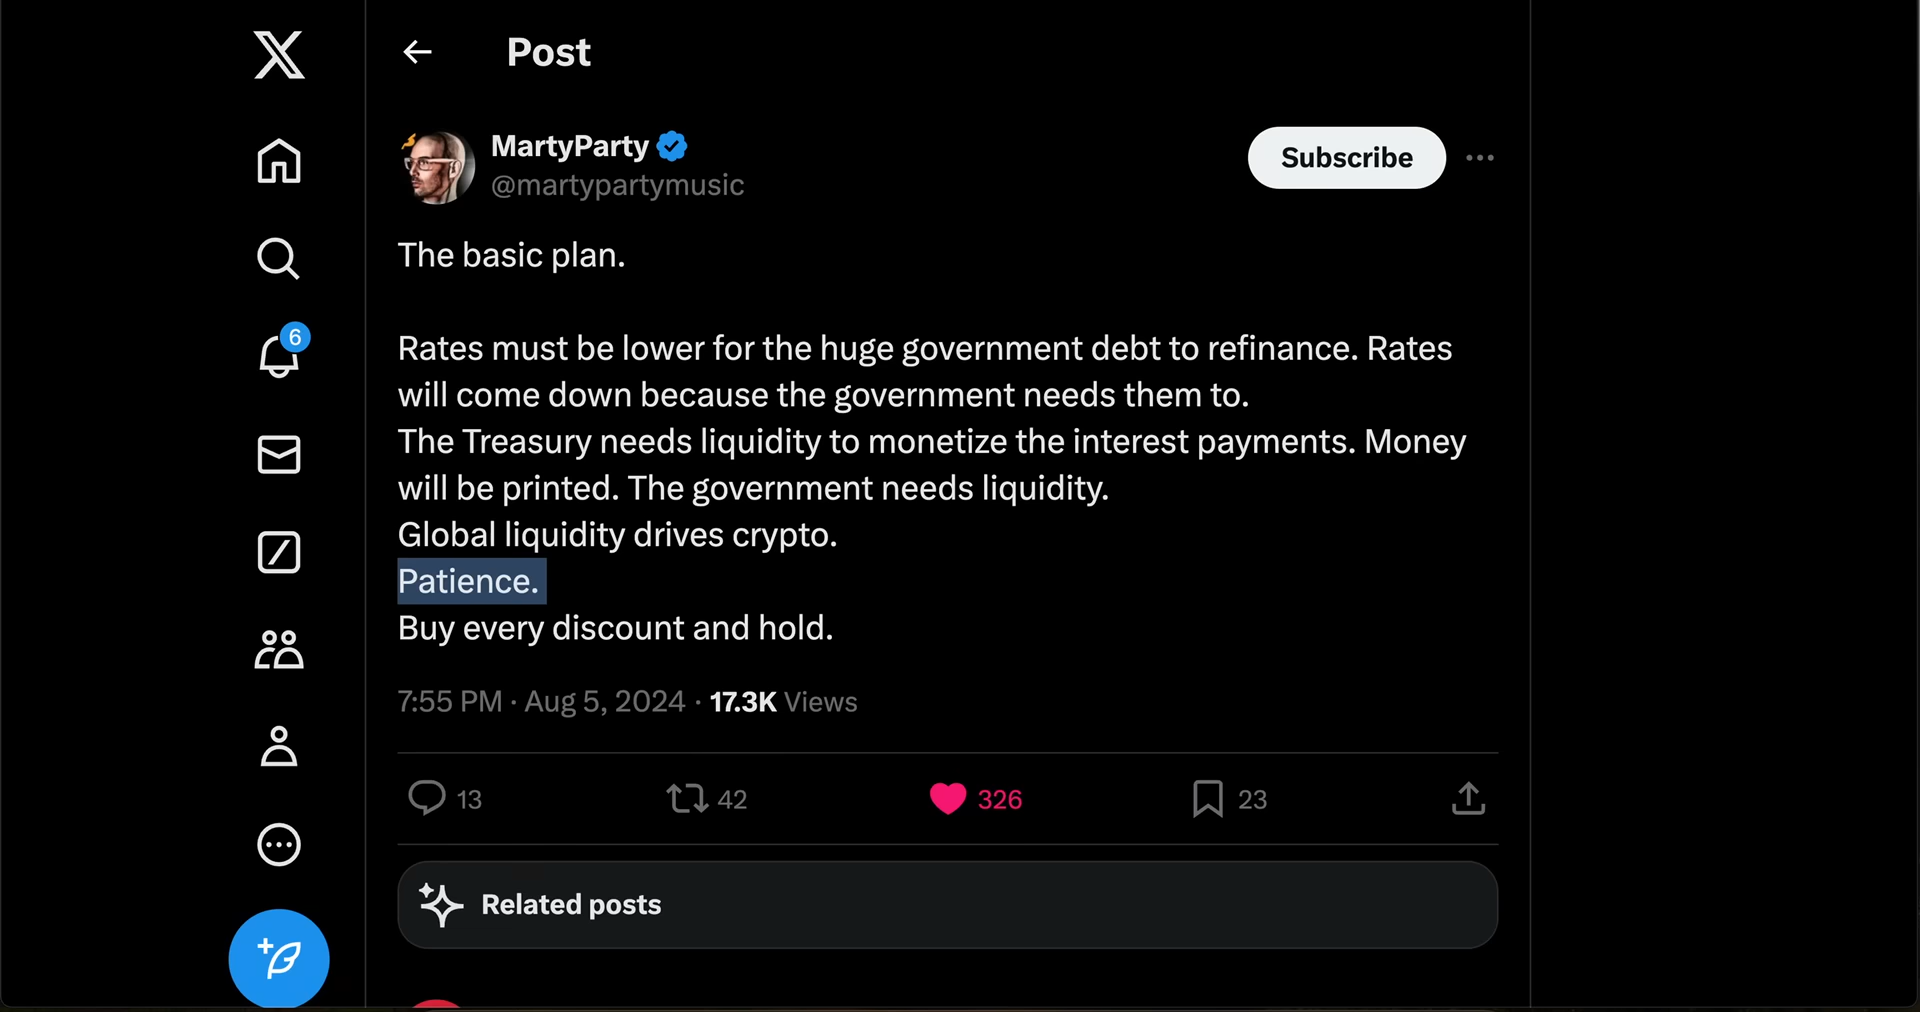 Post
MartyParty
Subscribe
@martypartymusic
The basic plan.
Rates must be lower for the huge government debt to refinance. Rates
will come down because the government needs them to.
The Treasury needs liquidity to monetize the interest payments. Money
will be printed. The government needs liquidity.
Global liquidity drives crypto.
Patience.
Buy every discount and hold.
7:55 PM · Aug 5, 2024 · 17.3K Views
13 42 326 23
Related posts
6